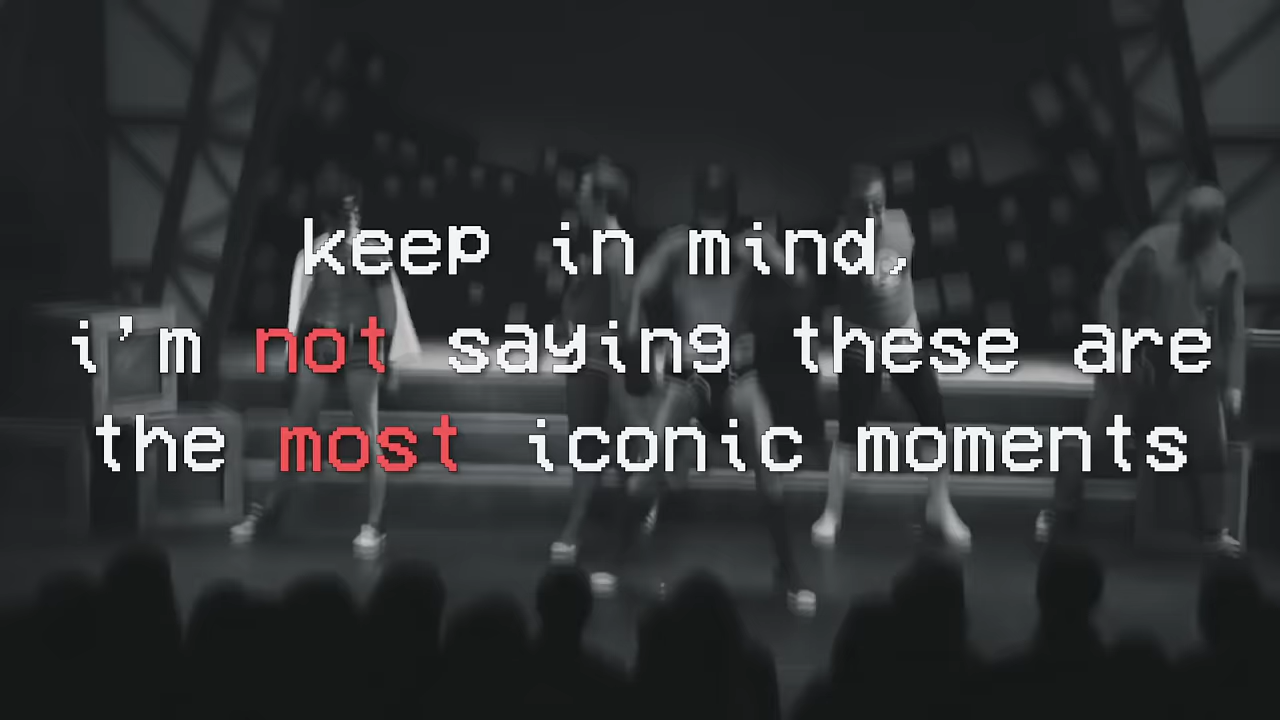 keep in mind,
i'm not saying these are
the most iconic moments